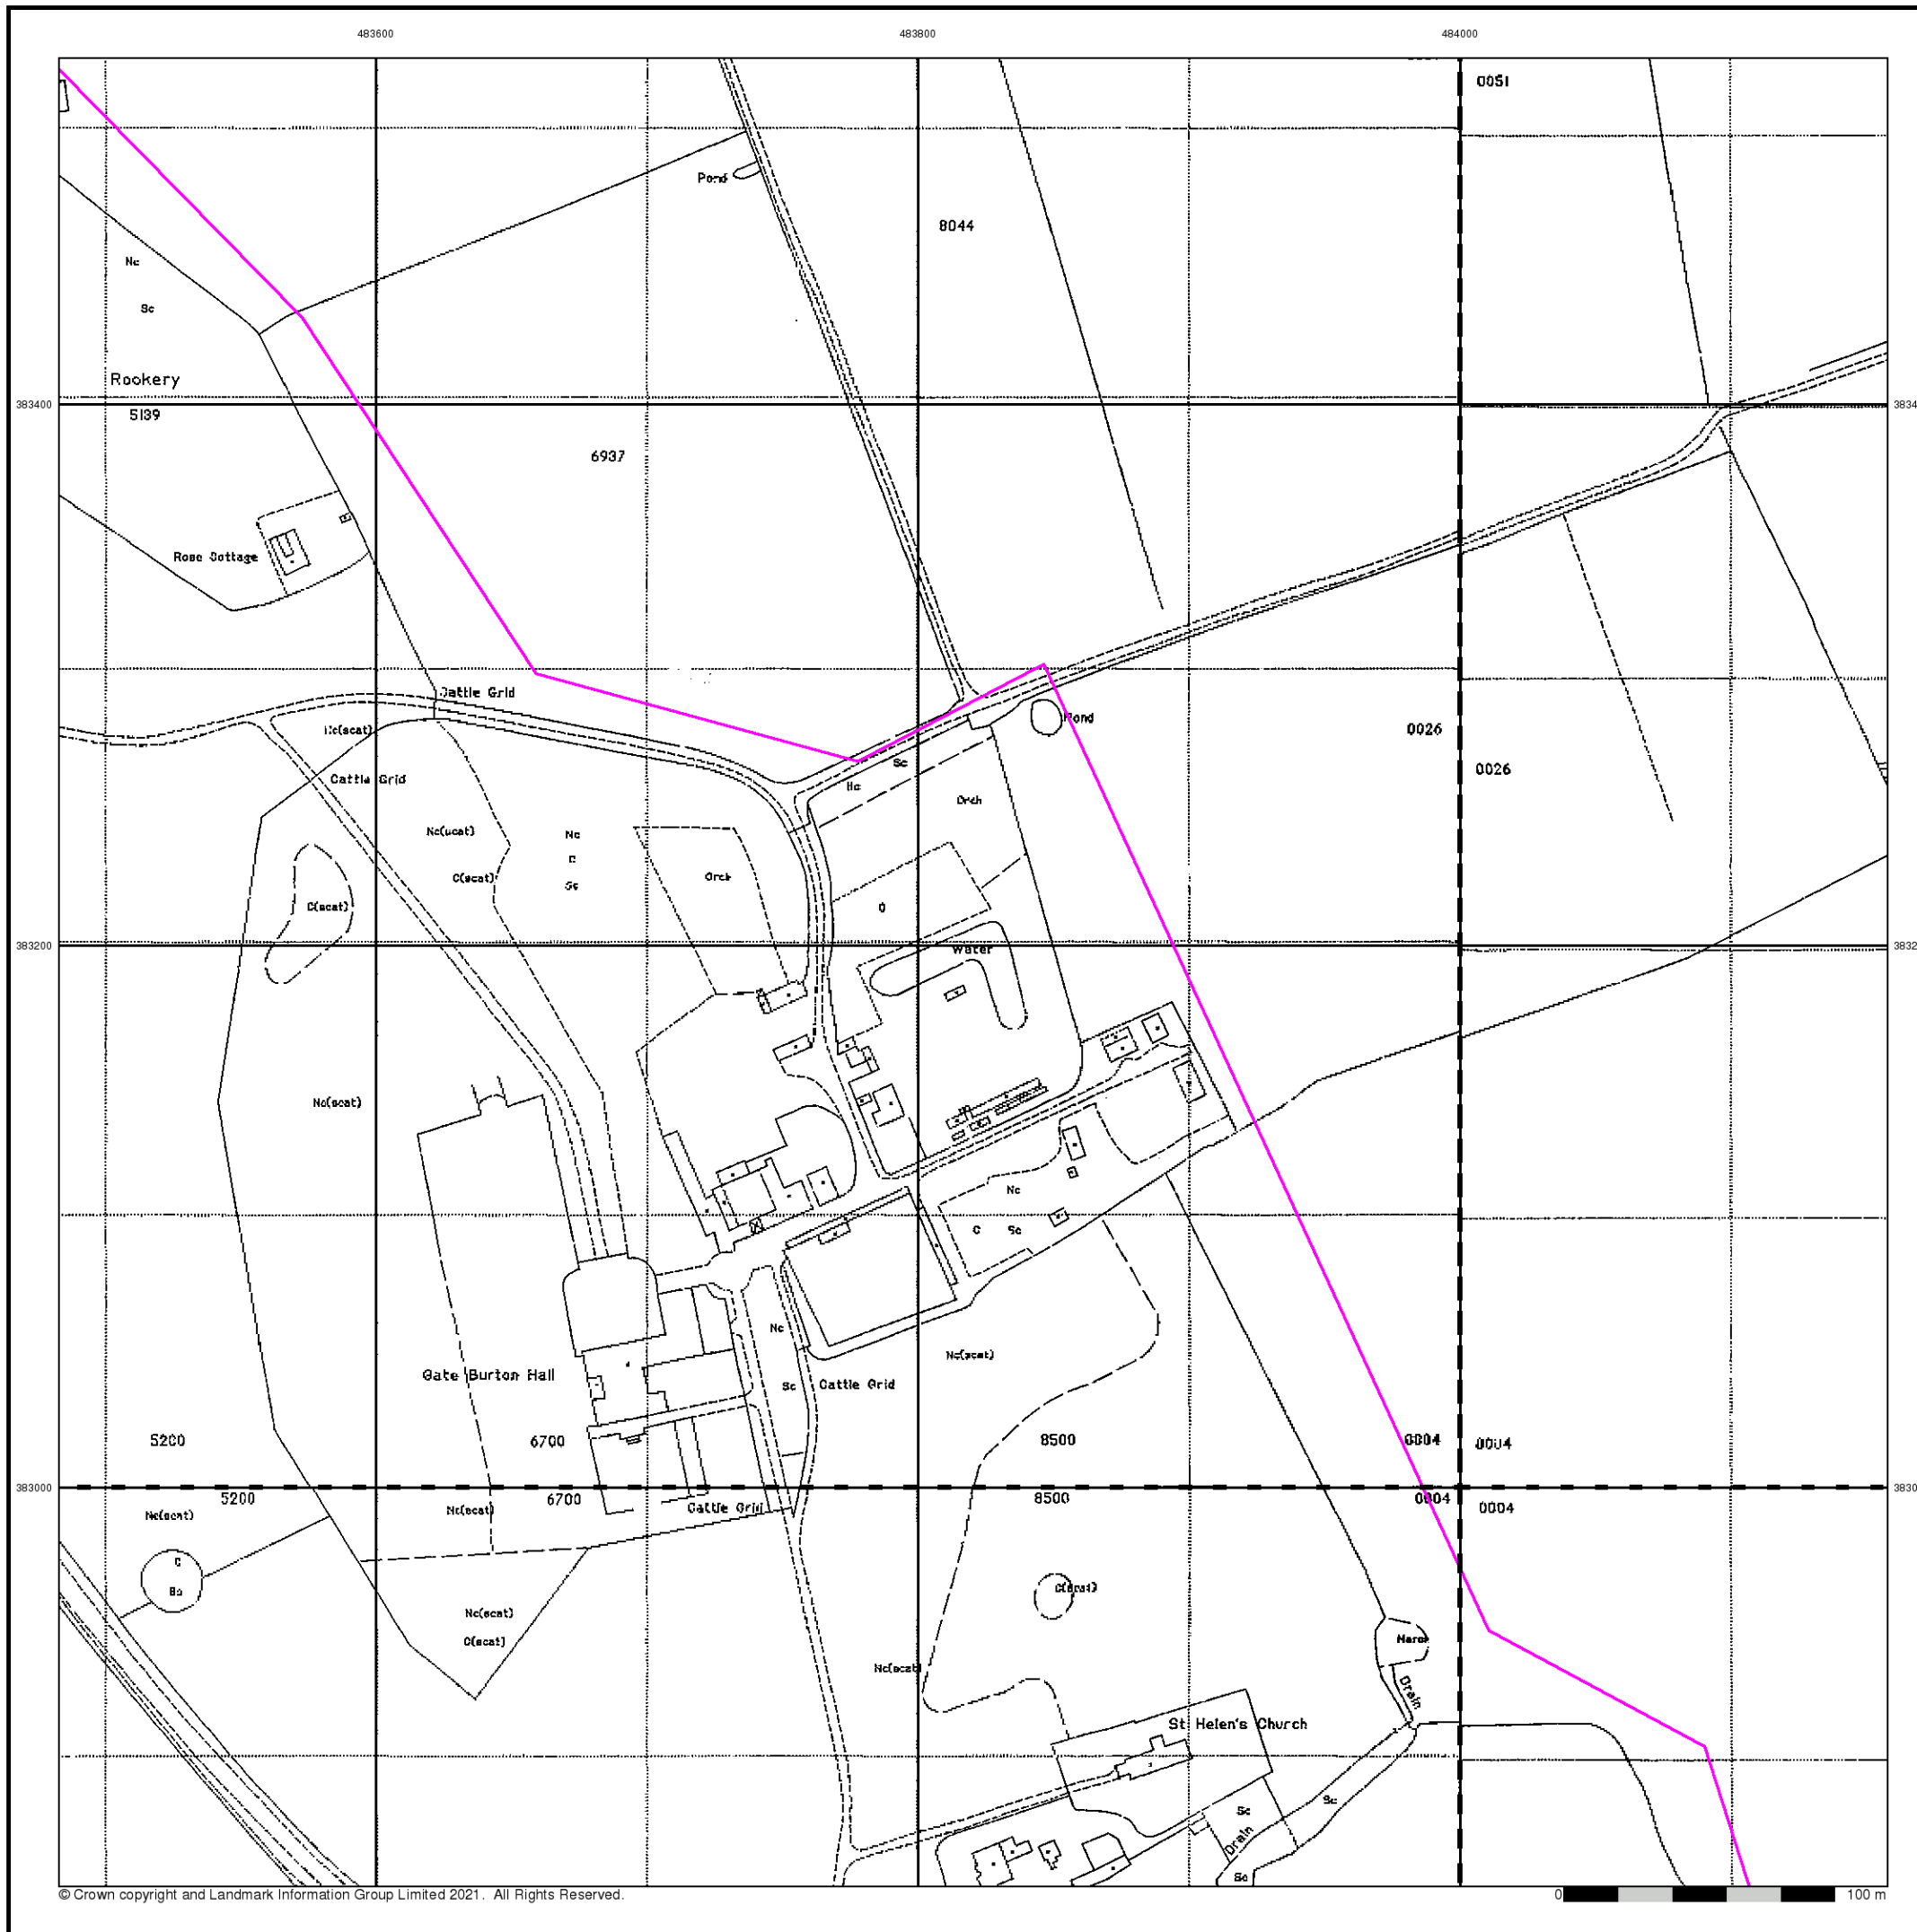 483600 483800 484000
0051
Pond
8044
Nc
Sc
Rookery
383400
5139
6937
Rose Cottage
Cattle Grid
Nc(scat)
Pond
0026
0026
Sc
Nc
Cattle Grid
Orch
Nc(scat)
Nc
C
C(scat)
Sc
Orch
C(scat)
O
383200
Water
Nc(scat)
Nc
C Sc
Nc
Nc(scat)
Gate Burton Hall
Sc
Cattle Grid
5200
6700
8500
0004
0004
383000
5200
6700
Cattle Grid
8500
0004
0004
Nc(scat)
Nc(scat)
C
Sc
C(scat)
Nc(scat)
C(scat)
Marsh
Nc(scat)
Drain
St Helen's Church
Sc
Sc
Drain
Sc
© Crown copyright and Landmark Information Group Limited 2021. All Rights Reserved.
0 100 m